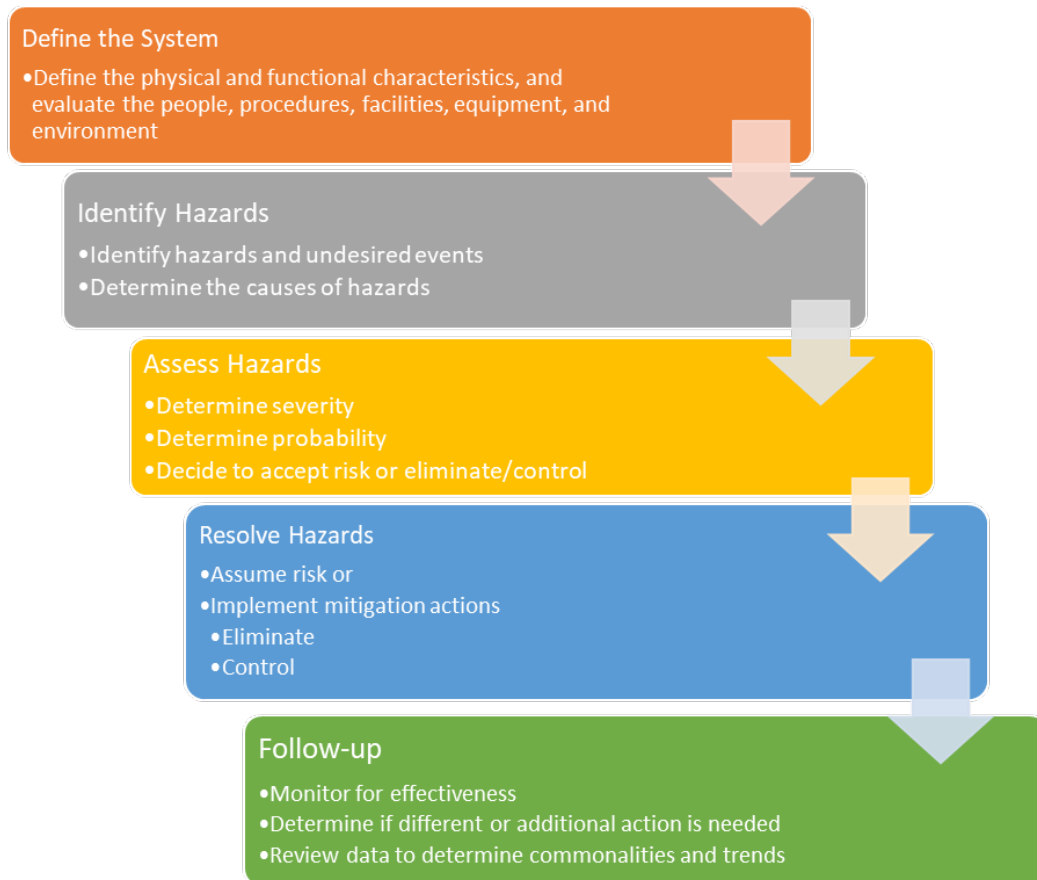 Define the System
•Define the physical and functional characteristics, and
evaluate the people, procedures, facilities, equipment, and
environment
Identify Hazards
•Identify hazards and undesired events
•Determine the causes of hazards
Assess Hazards
•Determine severity
•Determine probability
•Decide to accept risk or eliminate/control
Resolve Hazards
•Assume risk or
•Implement mitigation actions
•Eliminate
•Control
Follow-up
•Monitor for effectiveness
•Determine if different or additional action is needed
•Review data to determine commonalities and trends